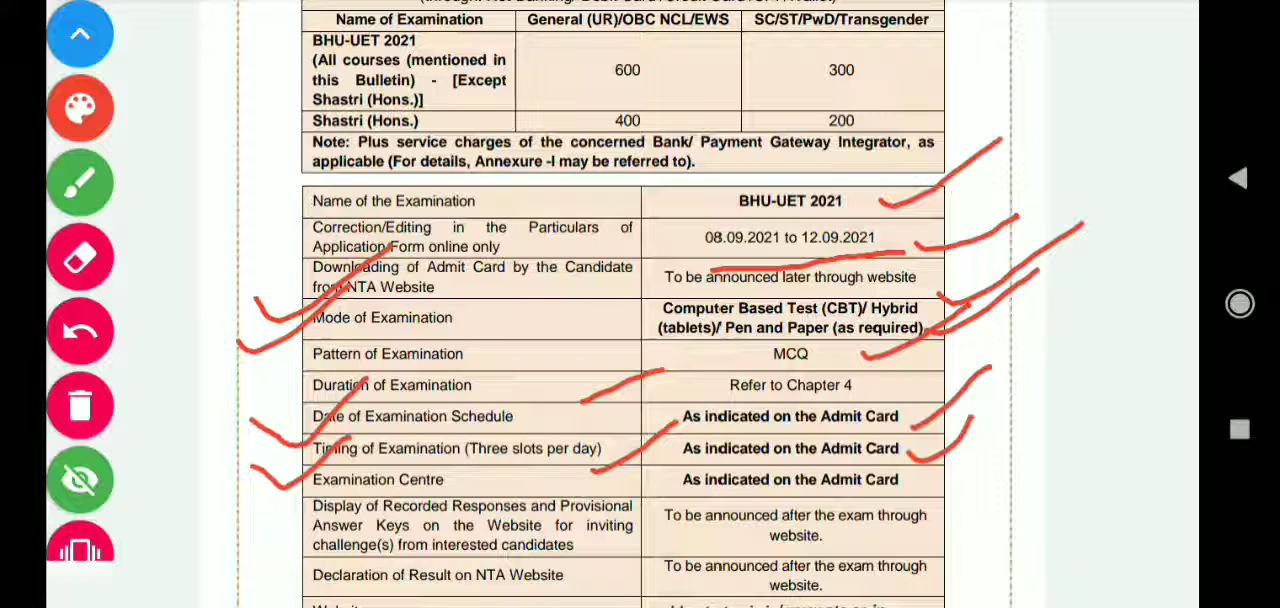 (through: Net Banking/ Debit Card /Credit Card /UPI / Wallet)
Name of Examination General (UR)/OBC NCL/EWS SC/ST/PwD/Transgender
BHU-UET 2021
(All courses (mentioned in
this Bulletin) - [Except
Shastri (Hons.)]
600 300
Shastri (Hons.) 400 200
Note: Plus service charges of the concerned Bank/ Payment Gateway Integrator, as
applicable (For details, Annexure -I may be referred to).
Name of the Examination BHU-UET 2021
Correction/Editing in the Particulars of
Application Form online only
08.09.2021 to 12.09.2021
Downloading of Admit Card by the Candidate
from NTA Website
To be announced later through website
Mode of Examination
Computer Based Test (CBT)/ Hybrid
(tablets)/ Pen and Paper (as required)
Pattern of Examination MCQ
Duration of Examination Refer to Chapter 4
Date of Examination Schedule As indicated on the Admit Card
Timing of Examination (Three slots per day) As indicated on the Admit Card
Examination Centre As indicated on the Admit Card
Display of Recorded Responses and Provisional
Answer Keys on the Website for inviting
challenge(s) from interested candidates
To be announced after the exam through
website.
Declaration of Result on NTA Website
To be announced after the exam through
website.